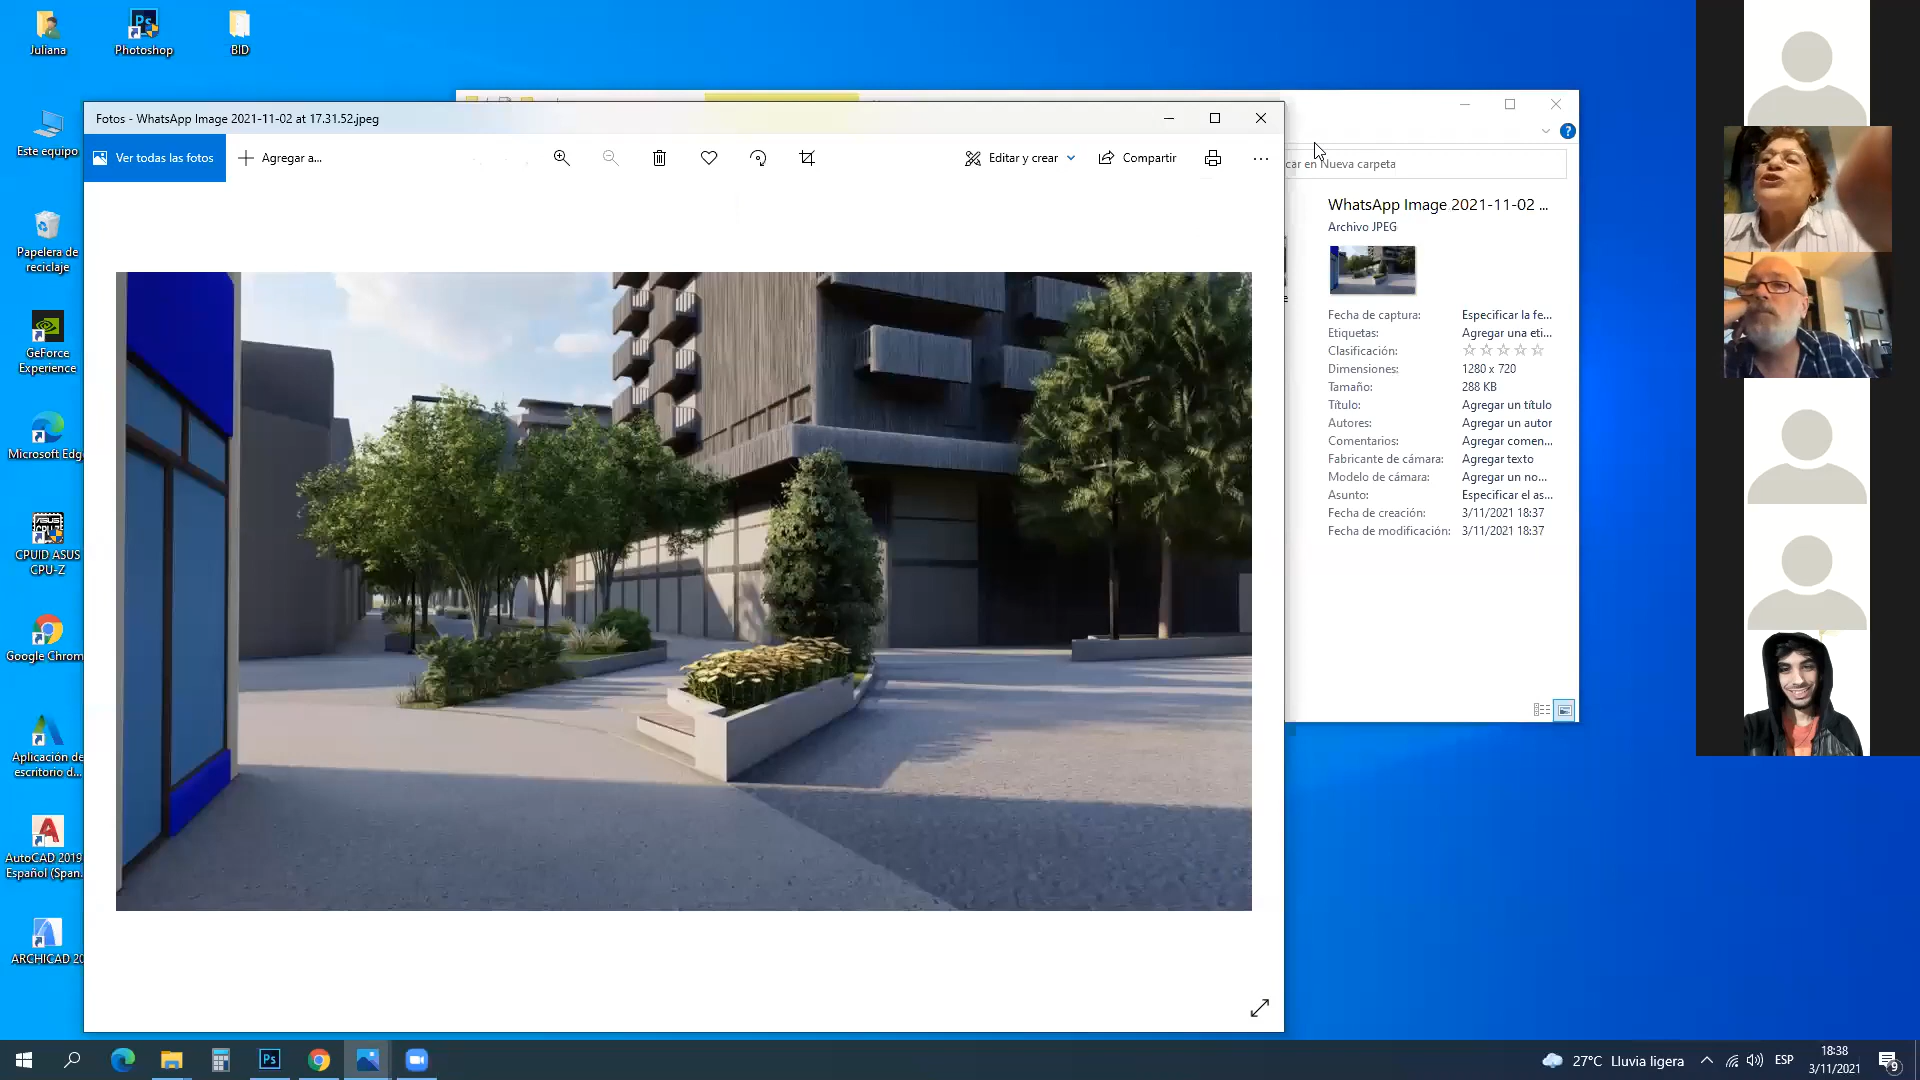 Juliana
Photoshop
BID
Este equipo
Papelera de
reciclaje
GeForce
Experience
Microsoft Edg
CPUID ASUS
CPU-Z
Google Chrom
Aplicación de
escritorio d...
AutoCAD 2019
Español (Span...
ARCHICAD 20
Fotos - WhatsApp Image 2021-11-02 at 17.31.52.jpeg
Ver todas las fotos
Agregar a...
Editar y crear
Compartir
car en Nueva carpeta
WhatsApp Image 2021-11-02 ...
Archivo JPEG
Fecha de captura: Especificar la fe...
Etiquetas: Agregar una eti...
Clasificación: ☆☆☆☆☆
Dimensiones: 1280 x 720
Tamaño: 288 KB
Título: Agregar un título
Autores: Agregar un autor
Comentarios: Agregar comen...
Fabricante de cámara: Agregar texto
Modelo de cámara: Agregar un no...
Asunto: Especificar el as...
Fecha de creación: 3/11/2021 18:37
Fecha de modificación: 3/11/2021 18:37
27°C Lluvia ligera
ESP
18:38
3/11/2021
9